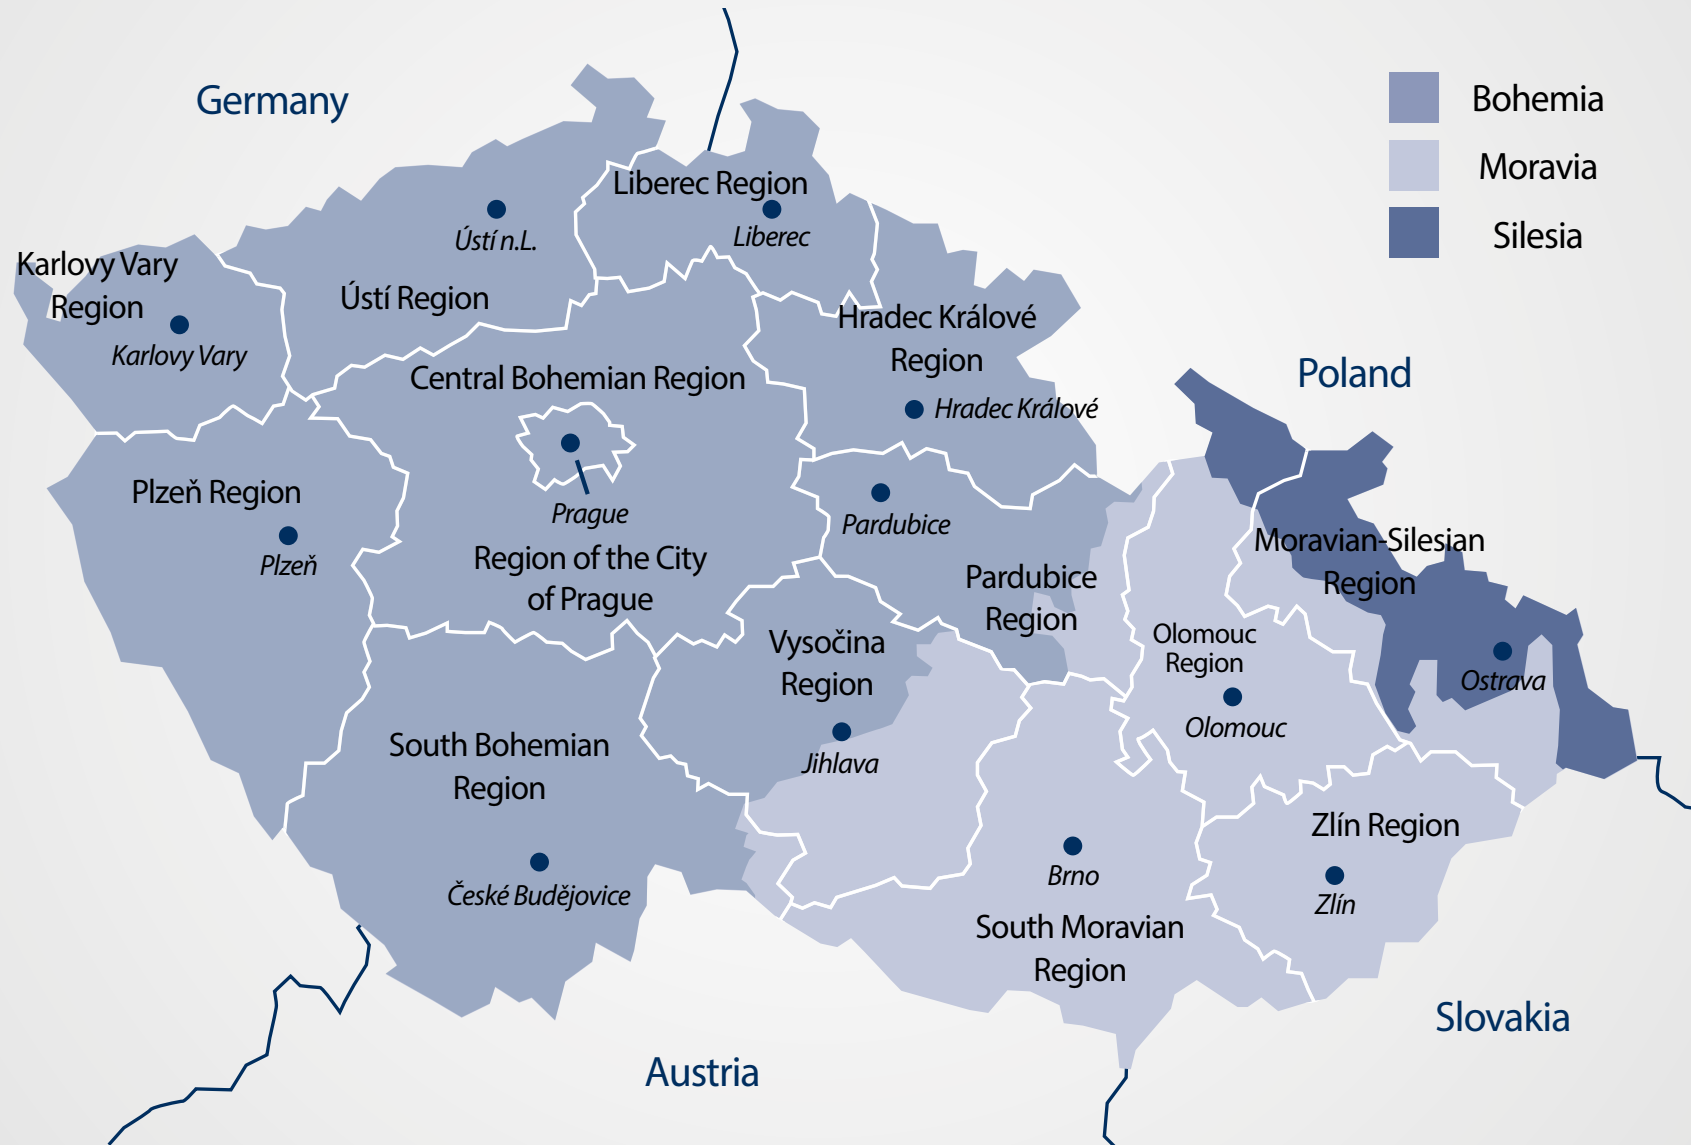 Germany
Bohemia
Moravia
Silesia
Liberec Region
Liberec
Ústí n.L.
Ústí Region
Karlovy Vary
Region
Karlovy Vary
Hradec Králové
Region
Hradec Králové
Poland
Central Bohemian Region
Prague
Region of the City
of Prague
Plzeň Region
Plzeň
Pardubice
Pardubice
Region
Moravian-Silesian
Region
Ostrava
Olomouc
Region
Olomouc
Vysočina
Region
Jihlava
South Bohemian
Region
České Budějovice
Brno
South Moravian
Region
Zlín Region
Zlín
Slovakia
Austria